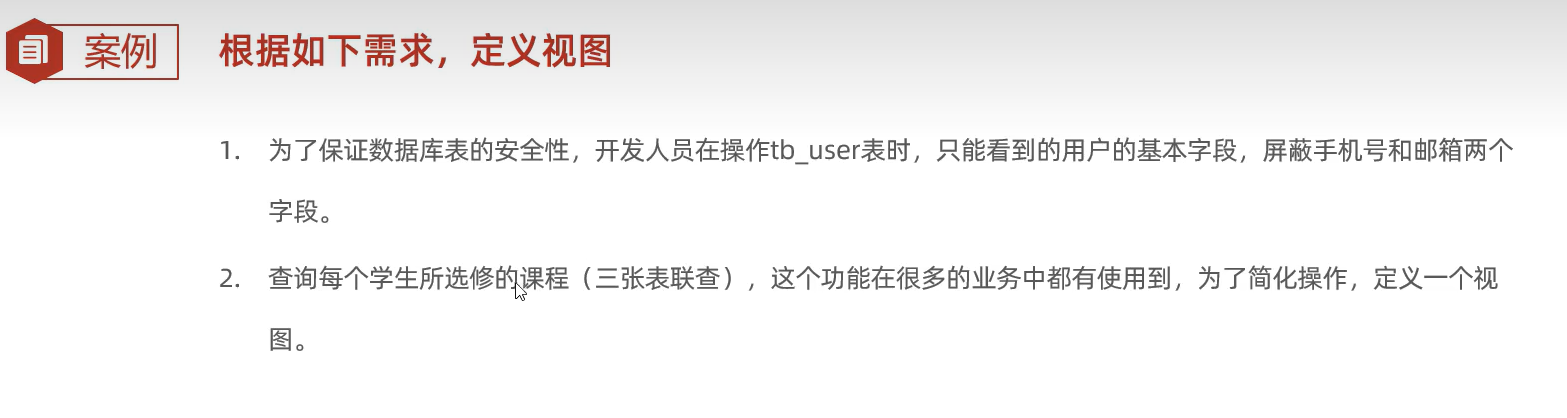 案例
根据如下需求，定义视图
1. 为了保证数据库表的安全性，开发人员在操作tb_user表时，只能看到的用户的基本字段，屏蔽手机号和邮箱两个
字段。
2. 查询每个学生所选修的课程（三张表联查），这个功能在很多的业务中都有使用到，为了简化操作，定义一个视
图。